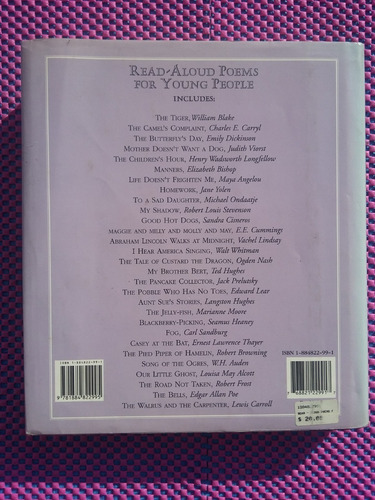 READ-ALOUD POEMS
FOR YOUNG PEOPLE
INCLUDES:
THE TIGER, William Blake
THE CAMEL'S COMPLAINT, Charles E. Carryl
THE BUTTERFLY'S DAY, Emily Dickinson
MOTHER DOESN'T WANT A DOG, Judith Viorst
THE CHILDREN'S HOUR, Henry Wadsworth Longfellow
MANNERS, Elizabeth Bishop
LIFE DOESN'T FRIGHTEN ME, Maya Angelou
HOMEWORK, Jane Yolen
TO A SAD DAUGHTER, Michael Ondaatje
MY SHADOW, Robert Louis Stevenson
GOOD HOT DOGS, Sandra Cisneros
MAGGIE AND MILLY AND MOLLY AND MAY, E.E. Cummings
ABRAHAM LINCOLN WALKS AT MIDNIGHT, Vachel Lindsay
I HEAR AMERICA SINGING, Walt Whitman
THE TALE OF CUSTARD THE DRAGON, Ogden Nash
MY BROTHER BERT, Ted Hughes
THE PANCAKE COLLECTOR, Jack Prelutsky
THE POBBLE WHO HAS NO TOES, Edward Lear
AUNT SUE'S STORIES, Langston Hughes
THE JELLY-FISH, Marianne Moore
BLACKBERRY-PICKING, Seamus Heaney
FOG, Carl Sandburg
CASEY AT THE BAT, Ernest Lawrence Thayer
THE PIED PIPER OF HAMELIN, Robert Browning
SONG OF THE OGRES, W.H. Auden
OUR LITTLE GHOST, Louisa May Alcott
THE ROAD NOT TAKEN, Robert Frost
THE BELLS, Edgar Allan Poe
THE WALRUS AND THE CARPENTER, Lewis Carroll
ISBN 1-884822-99-1
9 781884 822995
$ 20.00